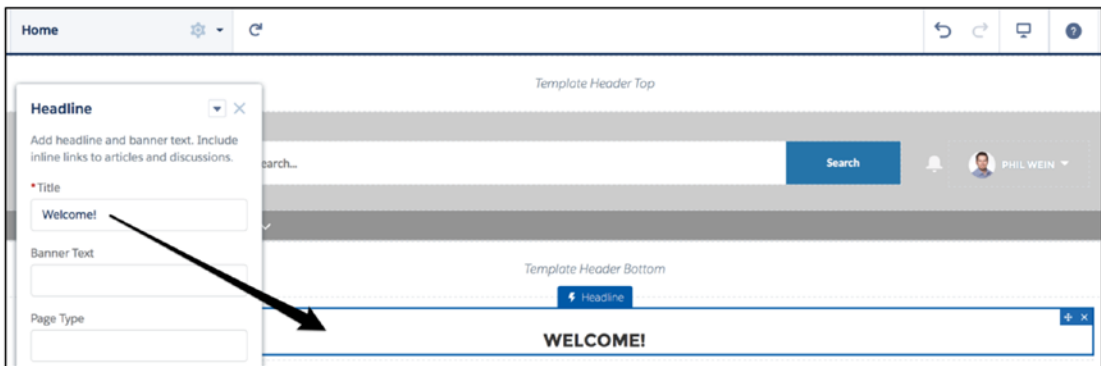 Home
Template Header Top
Headline
Add headline and banner text. Include
inline links to articles and discussions.
earch...
Search
PHIL WEIN
*Title
Welcome!
Banner Text
Template Header Bottom
Headline
Page Type
WELCOME!